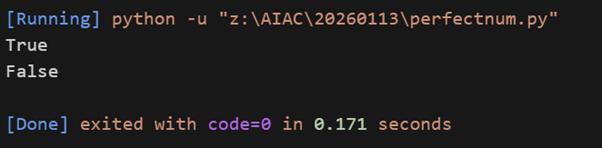 [Running] python -u "z:\AIAC\20260113\perfectnum.py"
True
False
[Done] exited with code=0 in 0.171 seconds